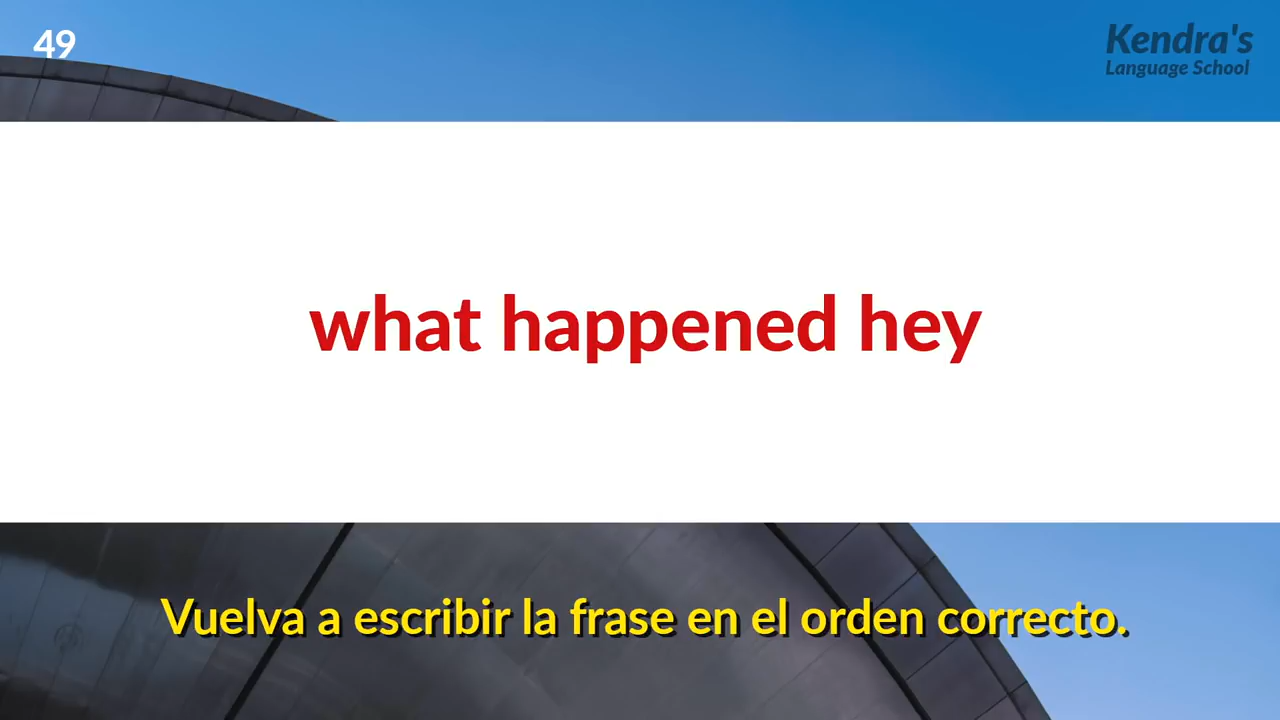 49
Kendra's
Language School
what happened hey
Vuelva a escribir la frase en el orden correcto.